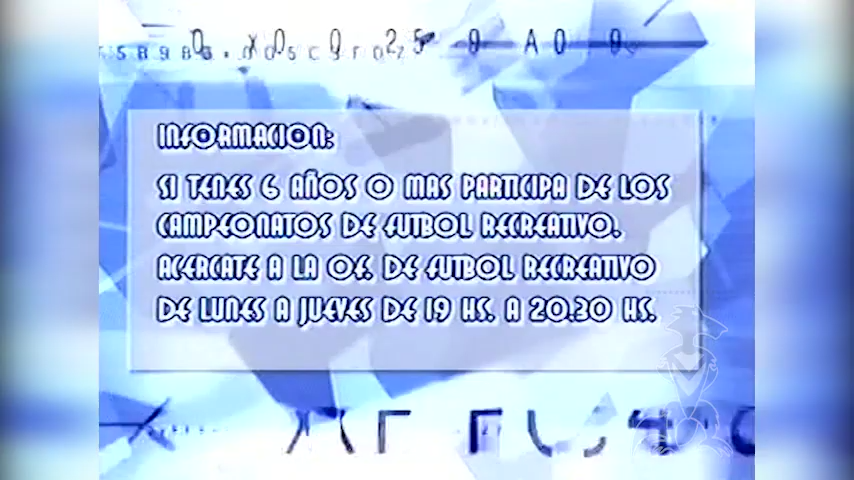 INFORMACION:
SI TENES 6 AÑOS O MAS PARTICIPA DE LOS
CAMPEONATOS DE FUTBOL RECREATIVO.
ACERCATE A LA OF. DE FUTBOL RECREATIVO
DE LUNES A JUEVES DE 19 HS. A 20.30 HS.